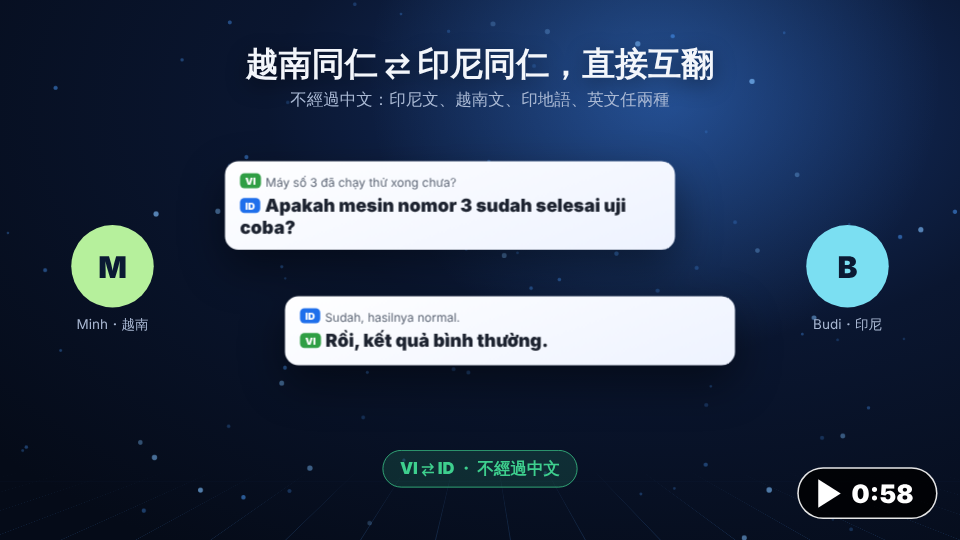 越南同仁 ⇄ 印尼同仁，直接互翻
不經過中文：印尼文、越南文、印地語、英文任兩種
VI Máy số 3 đã chạy thử xong chưa?
ID Apakah mesin nomor 3 sudah selesai uji
coba?
M
Minh · 越南
B
Budi · 印尼
ID Sudah, hasilnya normal.
VI Rồi, kết quả bình thường.
VI ⇄ ID · 不經過中文
0:58